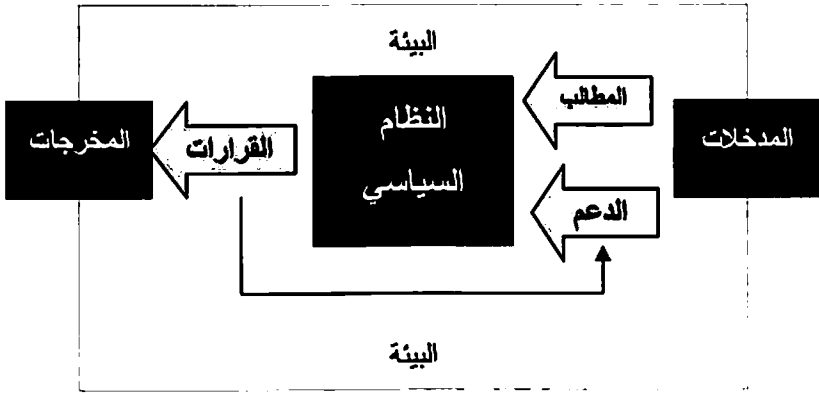 البيئة
المدخلات
المطالب
الدعم
النظام
السياسي
القرارات
المخرجات
البيئة